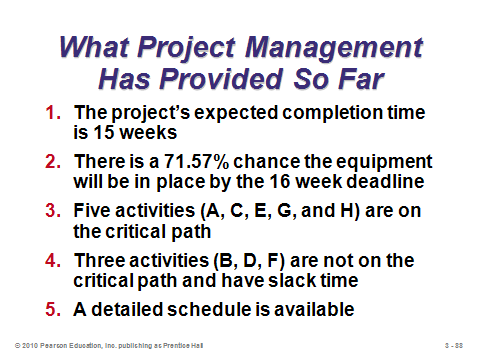 What Project Management
Has Provided So Far
1. The project's expected completion time
is 15 weeks
2. There is a 71.57% chance the equipment
will be in place by the 16 week deadline
3. Five activities (A, C, E, G, and H) are on
the critical path
4. Three activities (B, D, F) are not on the
critical path and have slack time
5. A detailed schedule is available
© 2010 Pearson Education, Inc. publishing as Prentice Hall
3 - 88